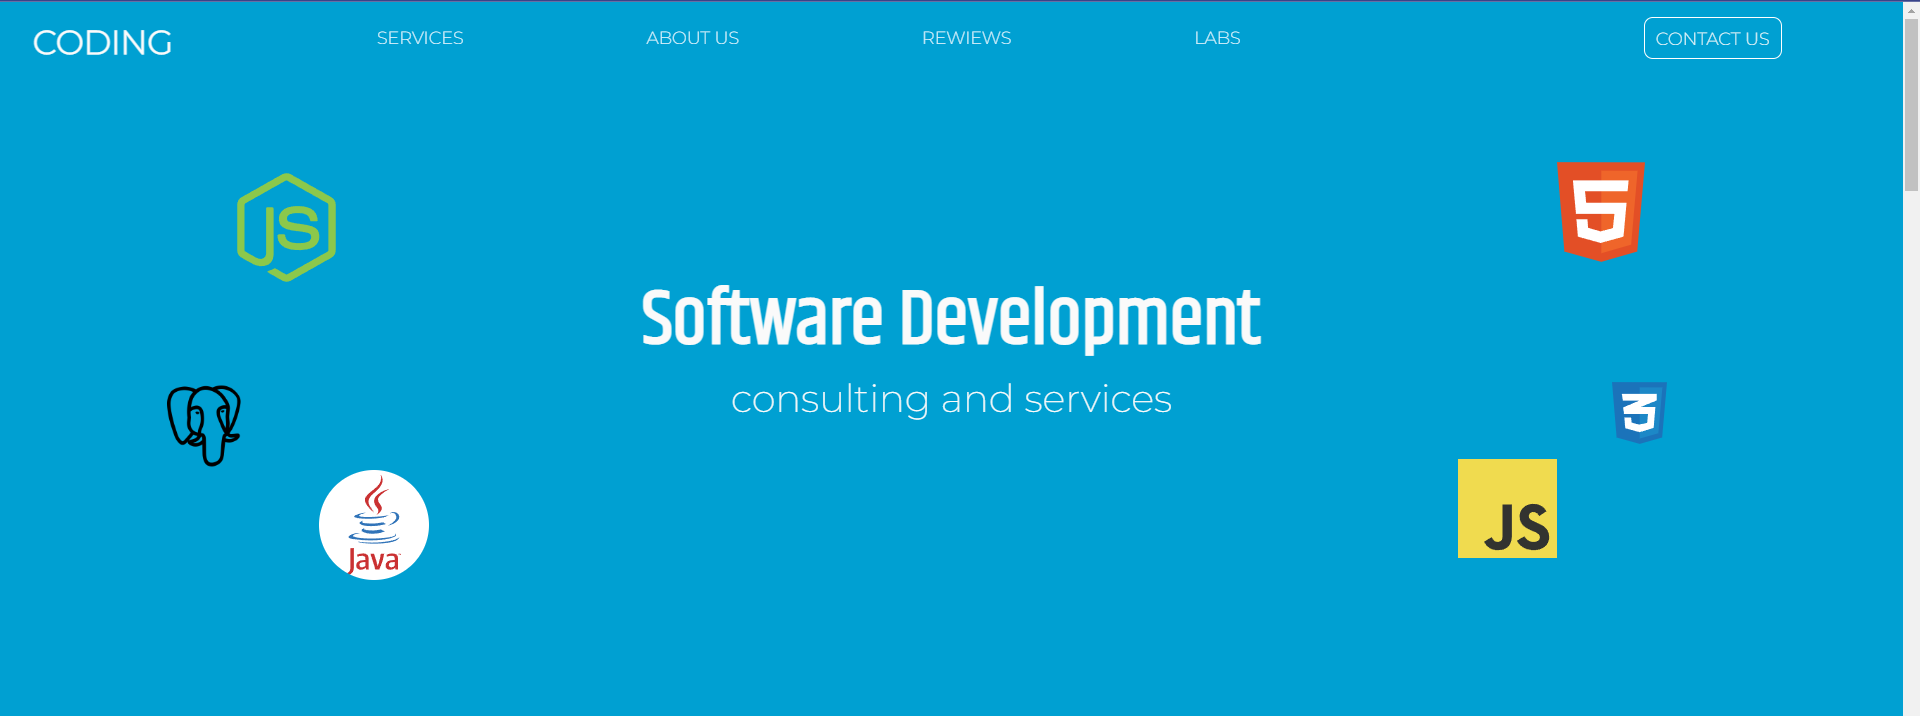 CODING
SERVICES
ABOUT US
REWIEWS
LABS
CONTACT US
JS
5
Software Development
consulting and services
3
JS
Java